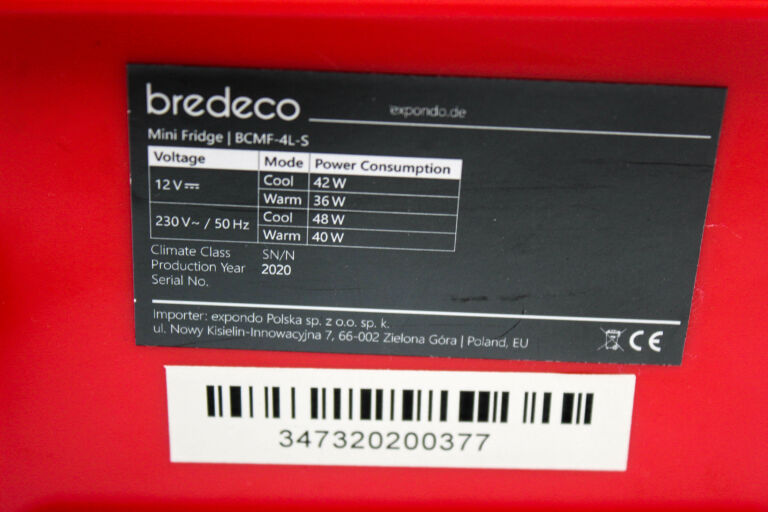 bredeco
expondo.de
Mini Fridge | BCMF-4L-S
Voltage Mode Power Consumption
12 V⎓ Cool 42 W
Warm 36 W
230 V~ / 50 Hz Cool 48 W
Warm 40 W
Climate Class SN/N
Production Year 2020
Serial No.
Importer: expondo Polska sp. z o.o. sp. k.
ul. Nowy Kisielin-Innowacyjna 7, 66-002 Zielona Góra | Poland, EU
CE
347320200377